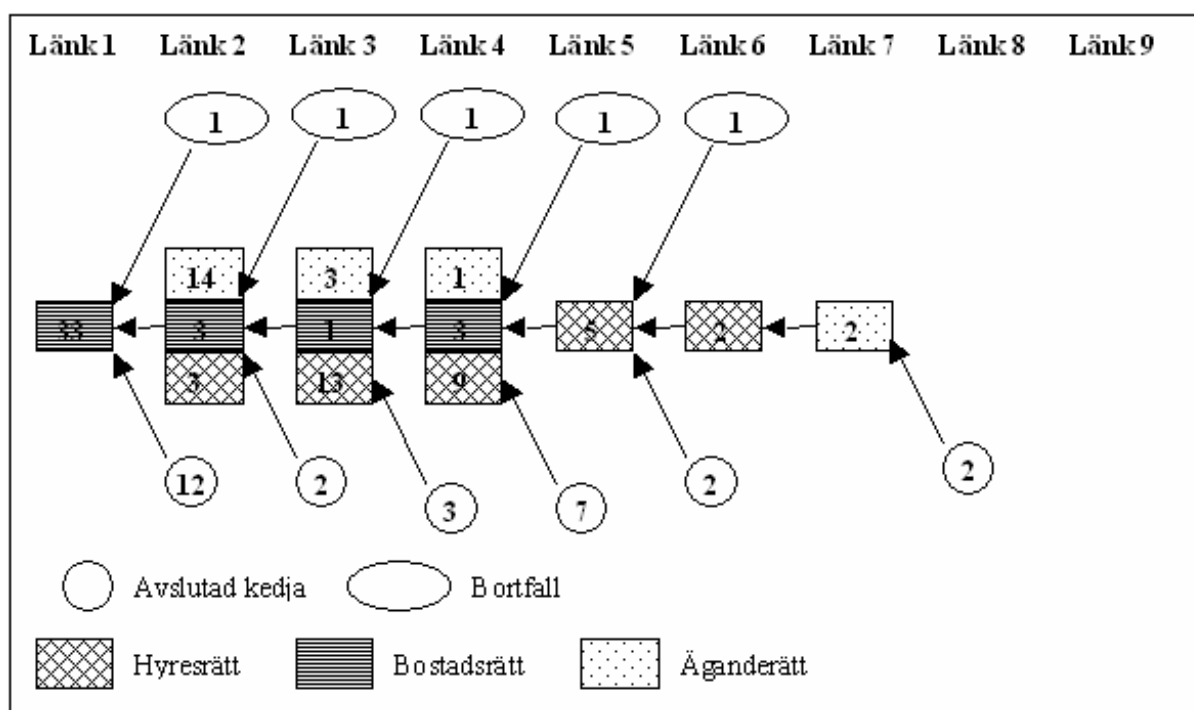 Länk 1 Länk 2 Länk 3 Länk 4 Länk 5 Länk 6 Länk 7 Länk 8 Länk 9
1 1 1 1 1
14 3 1
33 3 1 3 5 2 2
3 13 9
12 2 3 7 2 2
Avslutad kedja Bortfall
Hyresrätt Bostadsrätt Äganderätt